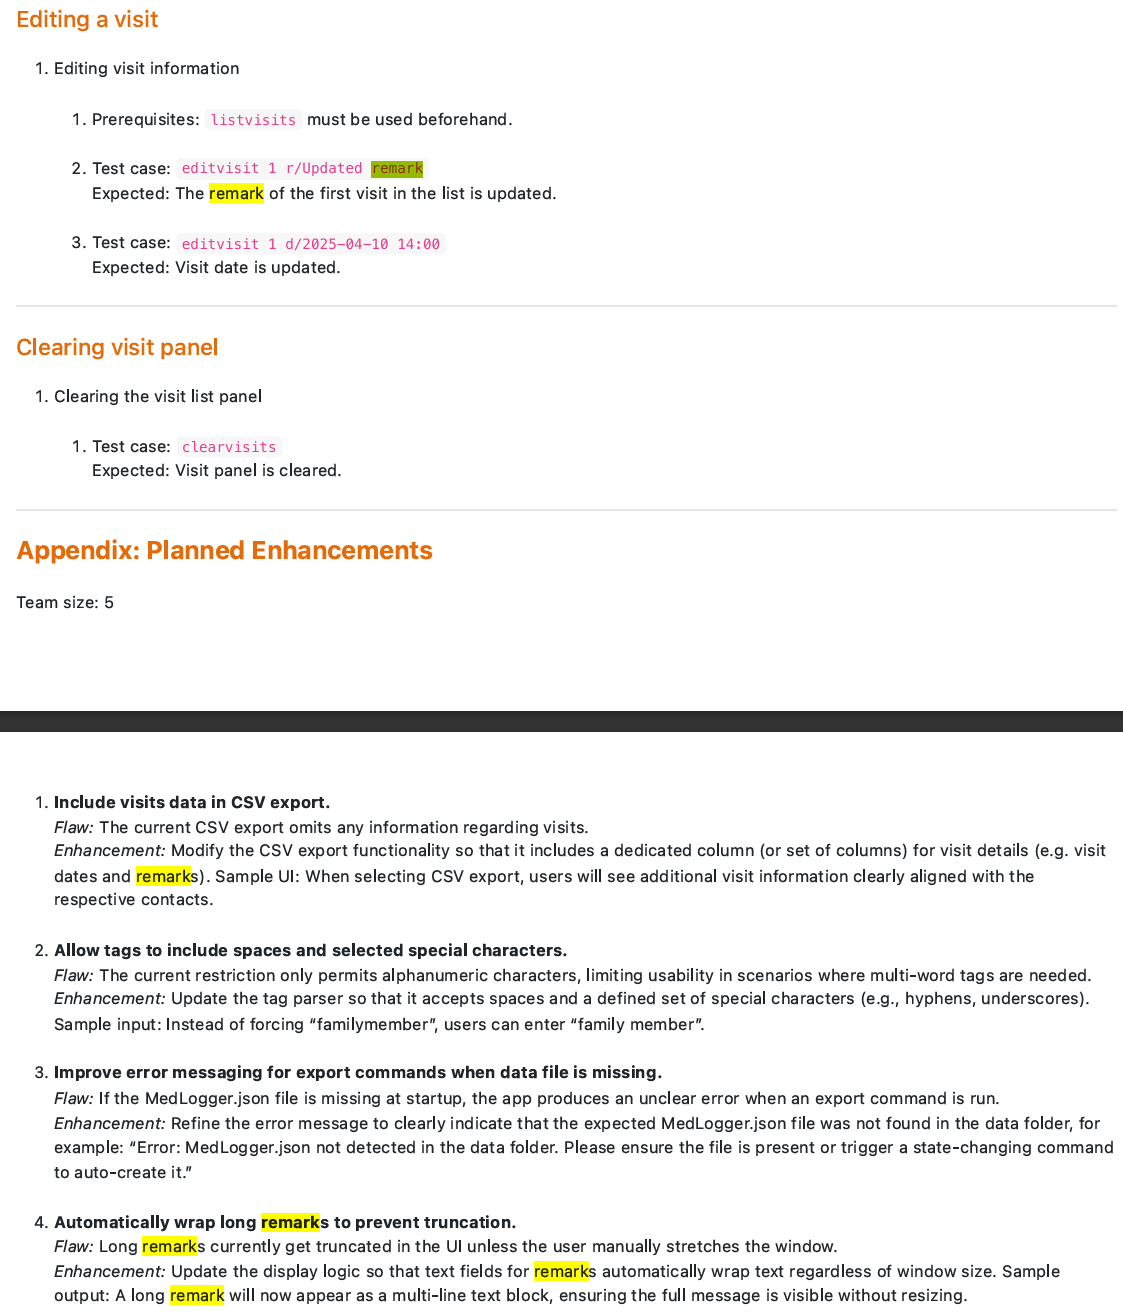 Editing a visit
1. Editing visit information
1. Prerequisites: listvisits must be used beforehand.
2. Test case: editvisit 1 r/Updated remark
Expected: The remark of the first visit in the list is updated.
3. Test case: editvisit 1 d/2025-04-10 14:00
Expected: Visit date is updated.
Clearing visit panel
1. Clearing the visit list panel
1. Test case: clearvisits
Expected: Visit panel is cleared.
Appendix: Planned Enhancements
Team size: 5
1. Include visits data in CSV export.
Flaw: The current CSV export omits any information regarding visits.
Enhancement: Modify the CSV export functionality so that it includes a dedicated column (or set of columns) for visit details (e.g. visit
dates and remarks). Sample UI: When selecting CSV export, users will see additional visit information clearly aligned with the
respective contacts.
2. Allow tags to include spaces and selected special characters.
Flaw: The current restriction only permits alphanumeric characters, limiting usability in scenarios where multi-word tags are needed.
Enhancement: Update the tag parser so that it accepts spaces and a defined set of special characters (e.g., hyphens, underscores).
Sample input: Instead of forcing “familymember”, users can enter “family member”.
3. Improve error messaging for export commands when data file is missing.
Flaw: If the MedLogger.json file is missing at startup, the app produces an unclear error when an export command is run.
Enhancement: Refine the error message to clearly indicate that the expected MedLogger.json file was not found in the data folder, for
example: “Error: MedLogger.json not detected in the data folder. Please ensure the file is present or trigger a state-changing command
to auto-create it.”
4. Automatically wrap long remarks to prevent truncation.
Flaw: Long remarks currently get truncated in the UI unless the user manually stretches the window.
Enhancement: Update the display logic so that text fields for remarks automatically wrap text regardless of window size. Sample
output: A long remark will now appear as a multi-line text block, ensuring the full message is visible without resizing.